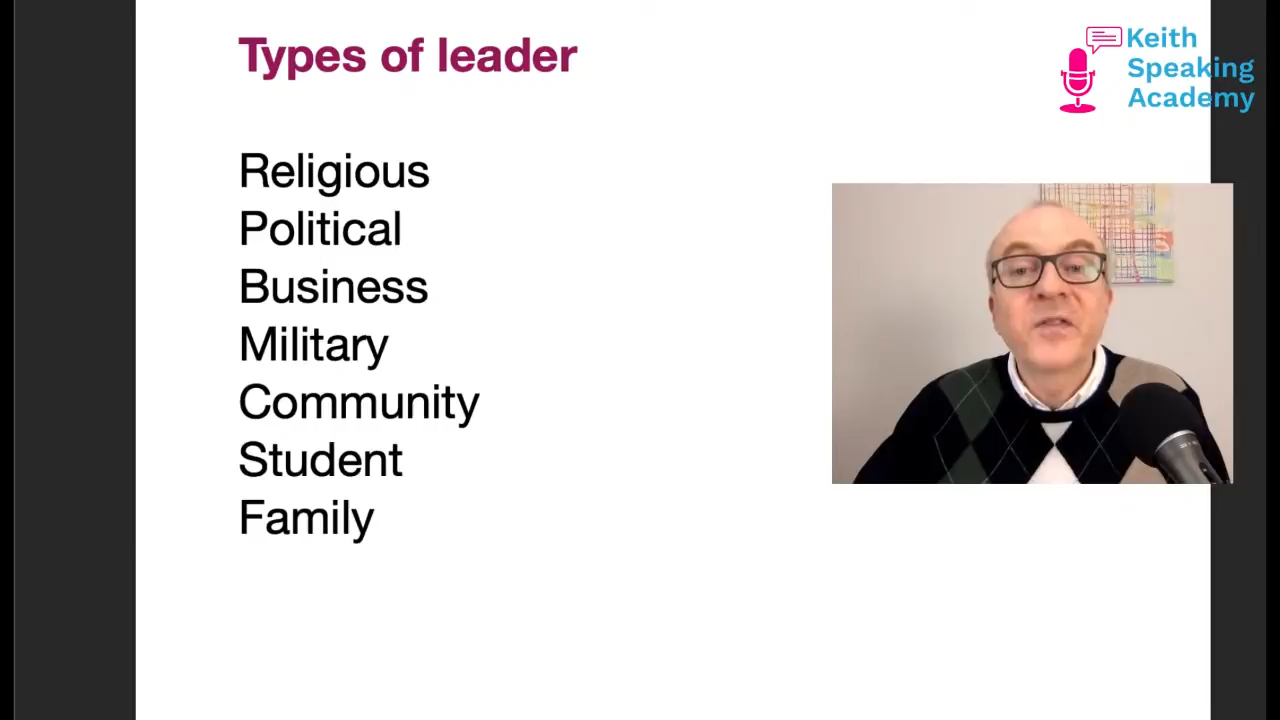 Types of leader
Religious
Political
Business
Military
Community
Student
Family
Keith
Speaking
Academy